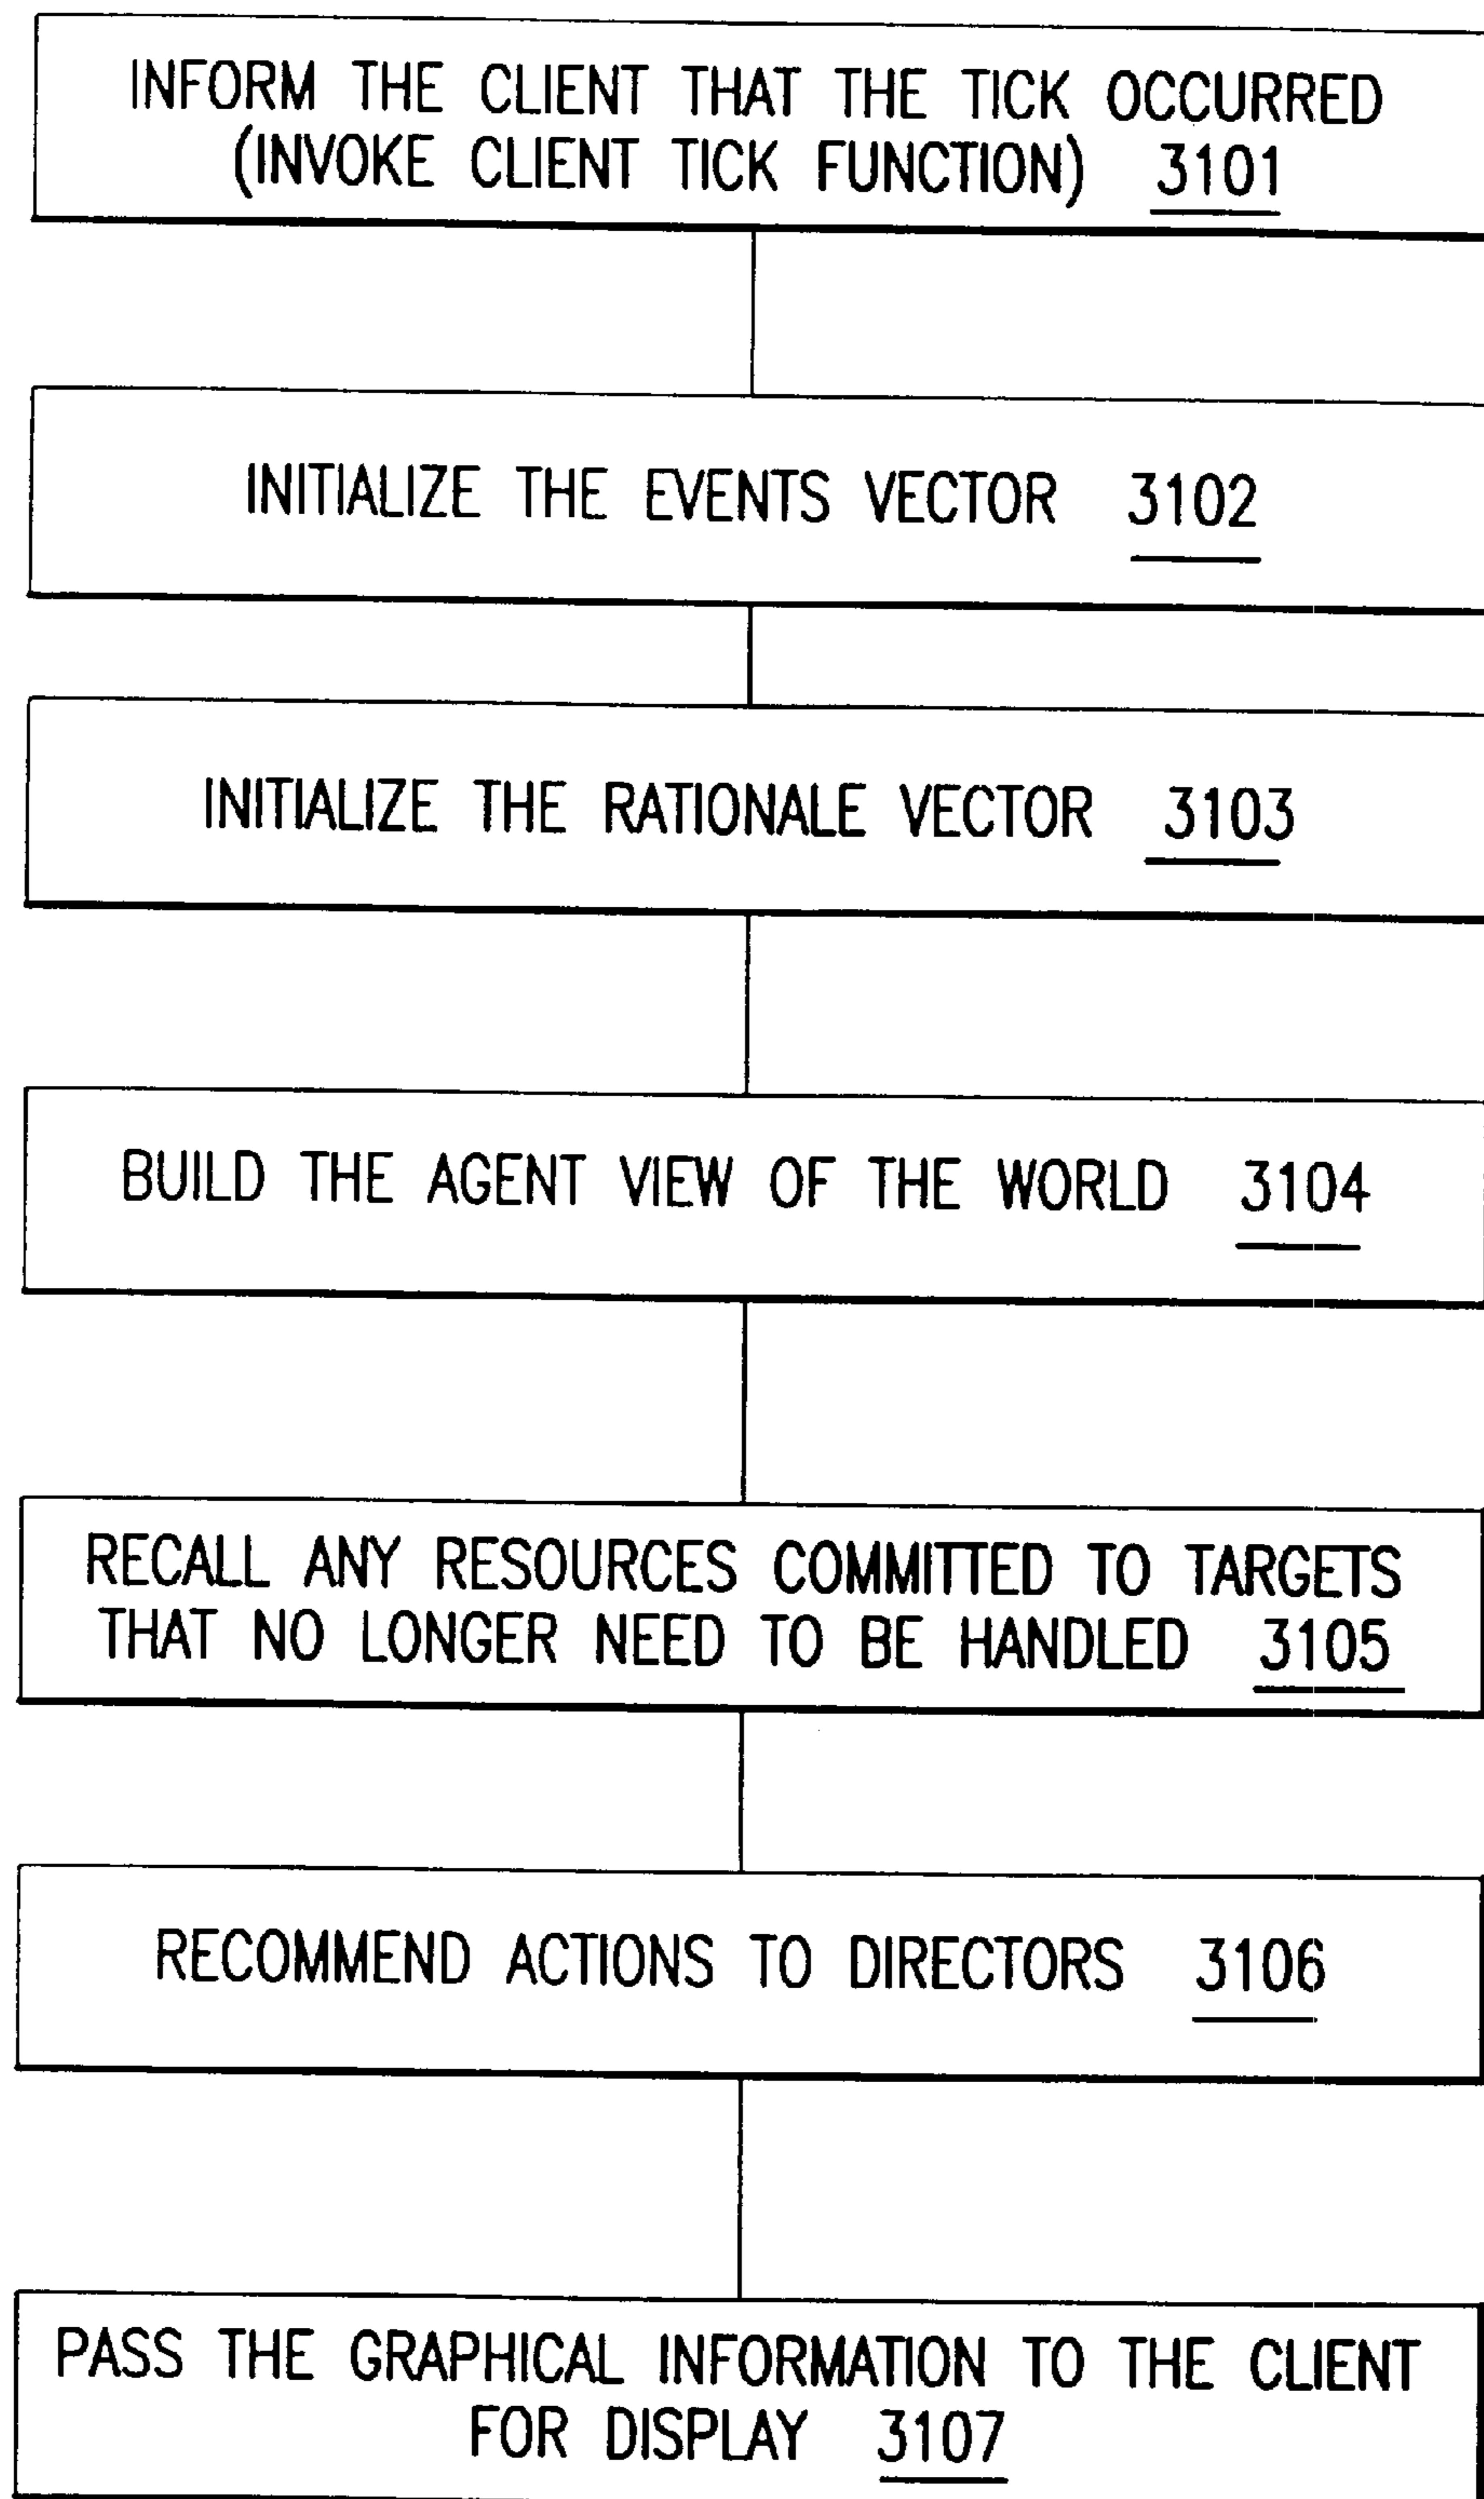 INFORM THE CLIENT THAT THE TICK OCCURRED
(INVOKE CLIENT TICK FUNCTION) 3101
INITIALIZE THE EVENTS VECTOR 3102
INITIALIZE THE RATIONALE VECTOR 3103
BUILD THE AGENT VIEW OF THE WORLD 3104
RECALL ANY RESOURCES COMMITTED TO TARGETS
THAT NO LONGER NEED TO BE HANDLED 3105
RECOMMEND ACTIONS TO DIRECTORS 3106
PASS THE GRAPHICAL INFORMATION TO THE CLIENT
FOR DISPLAY 3107